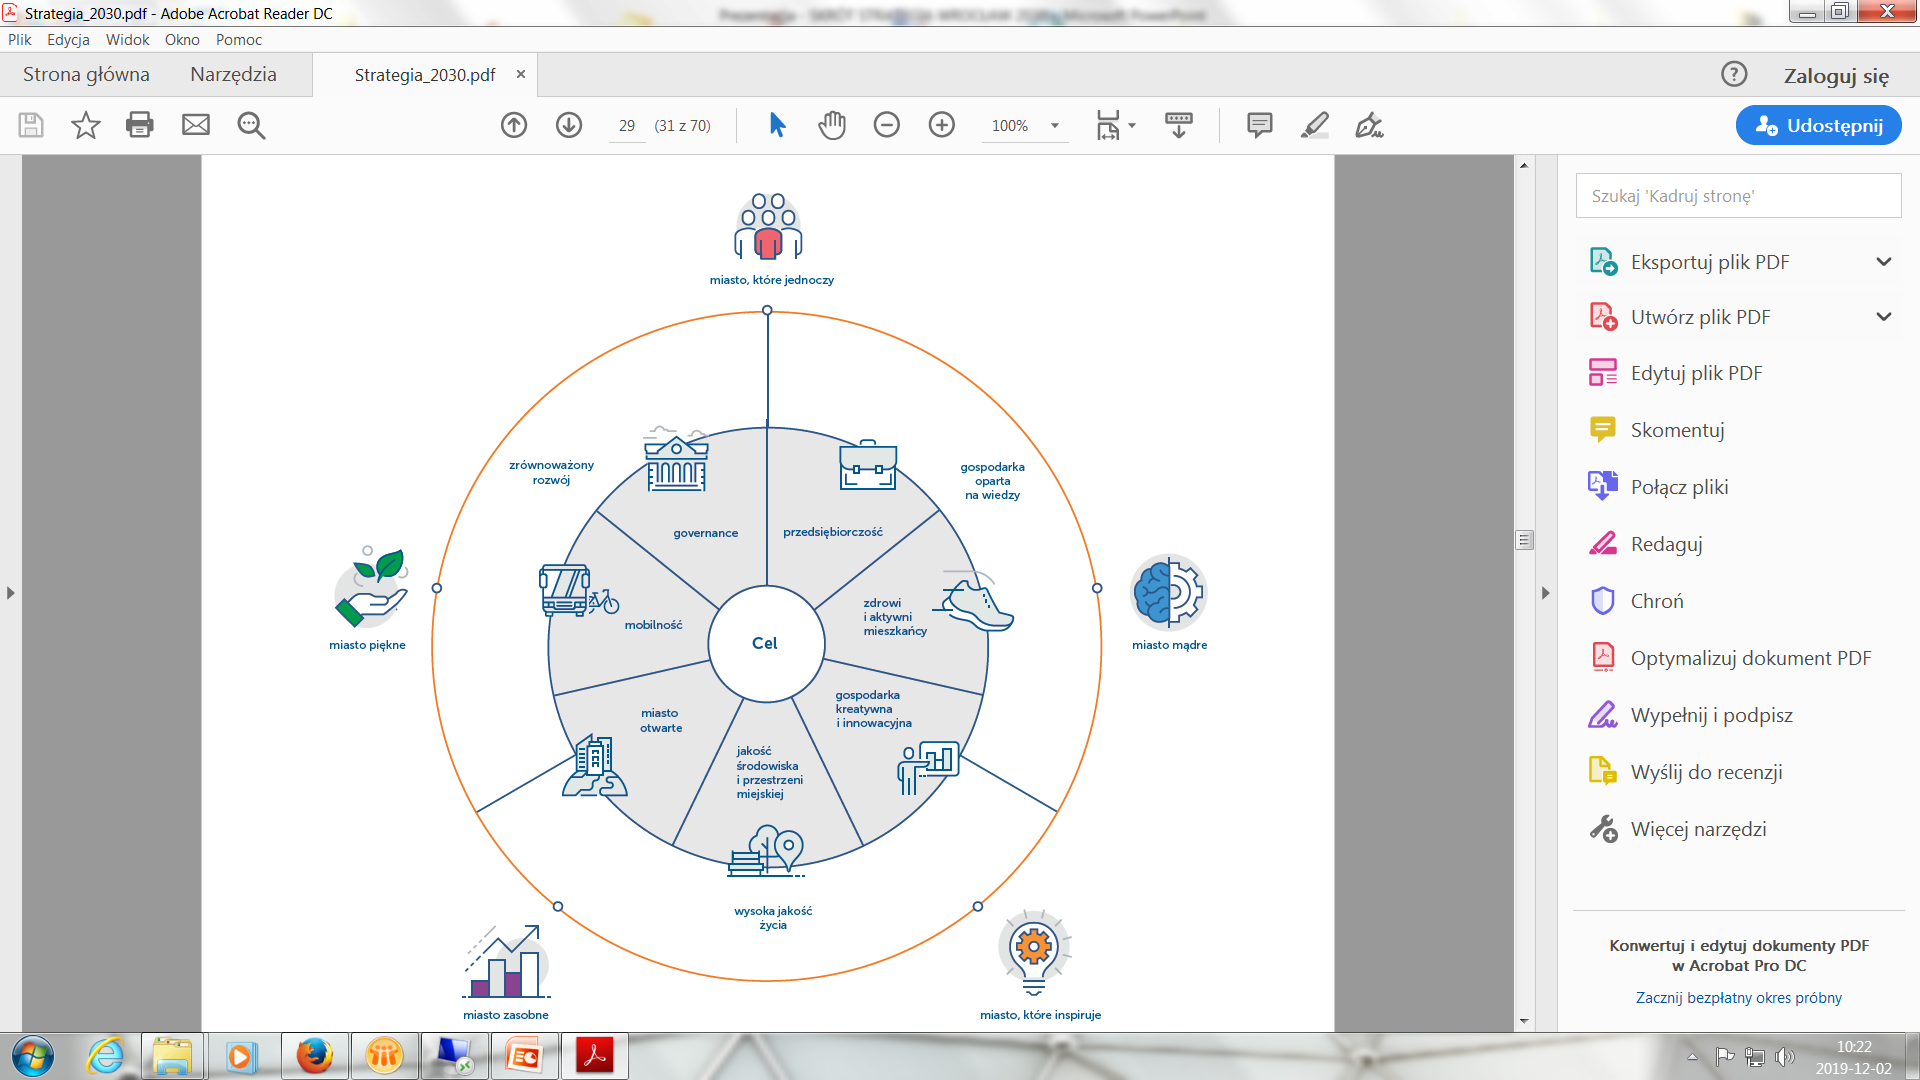 Strategia_2030.pdf - Adobe Acrobat Reader DC
Plik Edycja Widok Okno Pomoc
Strona główna Narzędzia Strategia_2030.pdf × ? Zaloguj się
29 (31 z 70) 100% Udostępnij
Szukaj 'Kadruj stronę'
Eksportuj plik PDF
Utwórz plik PDF
Edytuj plik PDF
Skomentuj
Połącz pliki
Redaguj
Chroń
Optymalizuj dokument PDF
Wypełnij i podpisz
Wyślij do recenzji
Więcej narzędzi
Konwertuj i edytuj dokumenty PDF
w Acrobat Pro DC
Zacznij bezpłatny okres próbny
miasto, które jednoczy
zrównoważony
rozwój
gospodarka
oparta
na wiedzy
governance
przedsiębiorczość
mobilność
zdrowi
i aktywni
mieszkańcy
Cel
miasto piękne
miasto mądre
miasto
otwarte
gospodarka
kreatywna
i innowacyjna
jakość
środowiska
i przestrzeni
miejskiej
wysoka jakość
życia
miasto zasobne
miasto, które inspiruje
10:22
2019-12-02